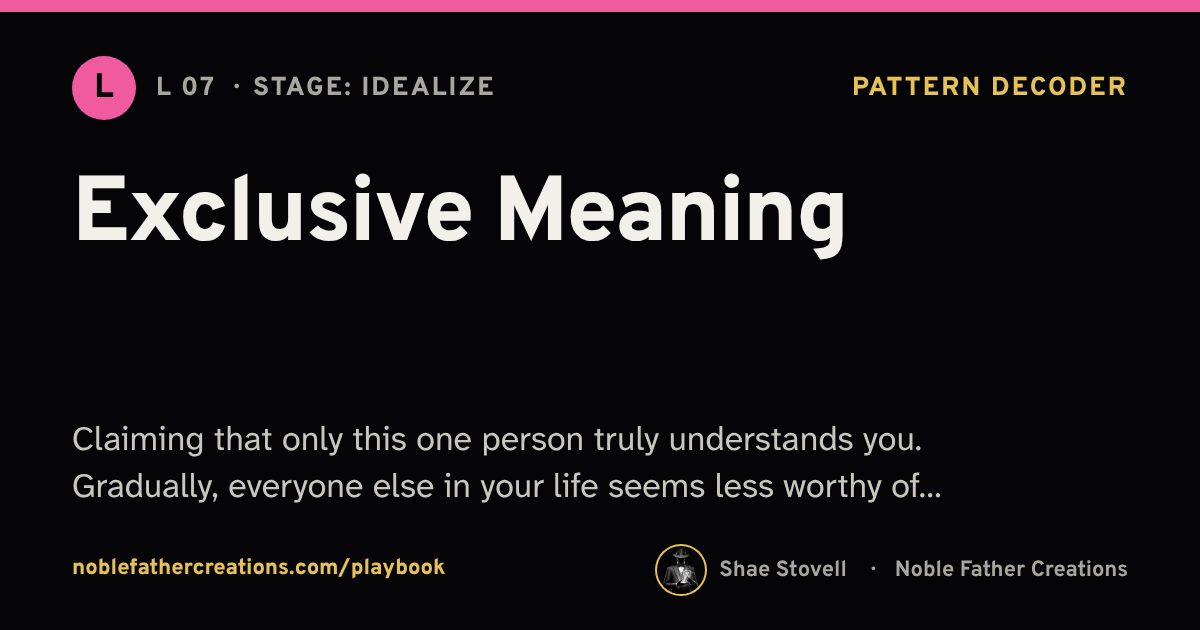 L
L 07 · STAGE: IDEALIZE
PATTERN DECODER
Exclusive Meaning
Claiming that only this one person truly understands you.
Gradually, everyone else in your life seems less worthy of...
noblefathercreations.com/playbook
Shae Stovell · Noble Father Creations